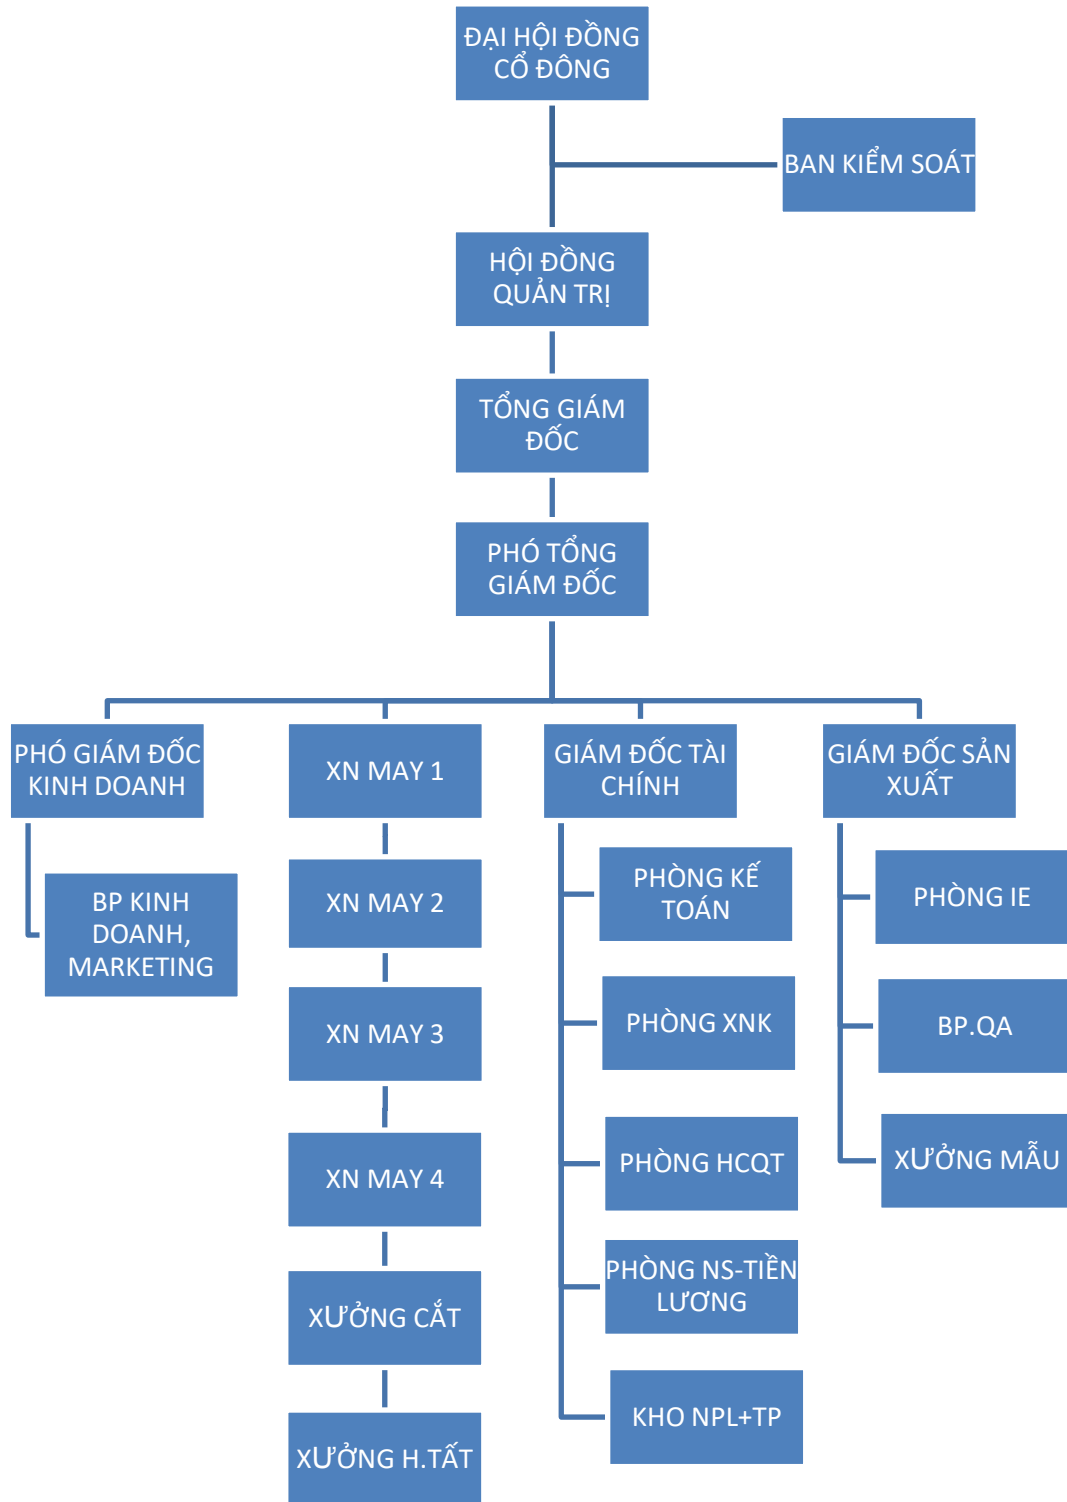 ĐẠI HỘI ĐỒNG
CỔ ĐÔNG
BAN KIỂM SOÁT
HỘI ĐỒNG
QUẢN TRỊ
TỔNG GIÁM
ĐỐC
PHÓ TỔNG
GIÁM ĐỐC
PHÓ GIÁM ĐỐC
KINH DOANH
BP KINH
DOANH,
MARKETING
XN MAY 1
XN MAY 2
XN MAY 3
XN MAY 4
XƯỞNG CẮT
XƯỞNG H.TẤT
GIÁM ĐỐC TÀI
CHÍNH
PHÒNG KẾ
TOÁN
PHÒNG XNK
PHÒNG HCQT
PHÒNG NS-TIỀN
LƯƠNG
KHO NPL+TP
GIÁM ĐỐC SẢN
XUẤT
PHÒNG IE
BP.QA
XƯỞNG MẪU